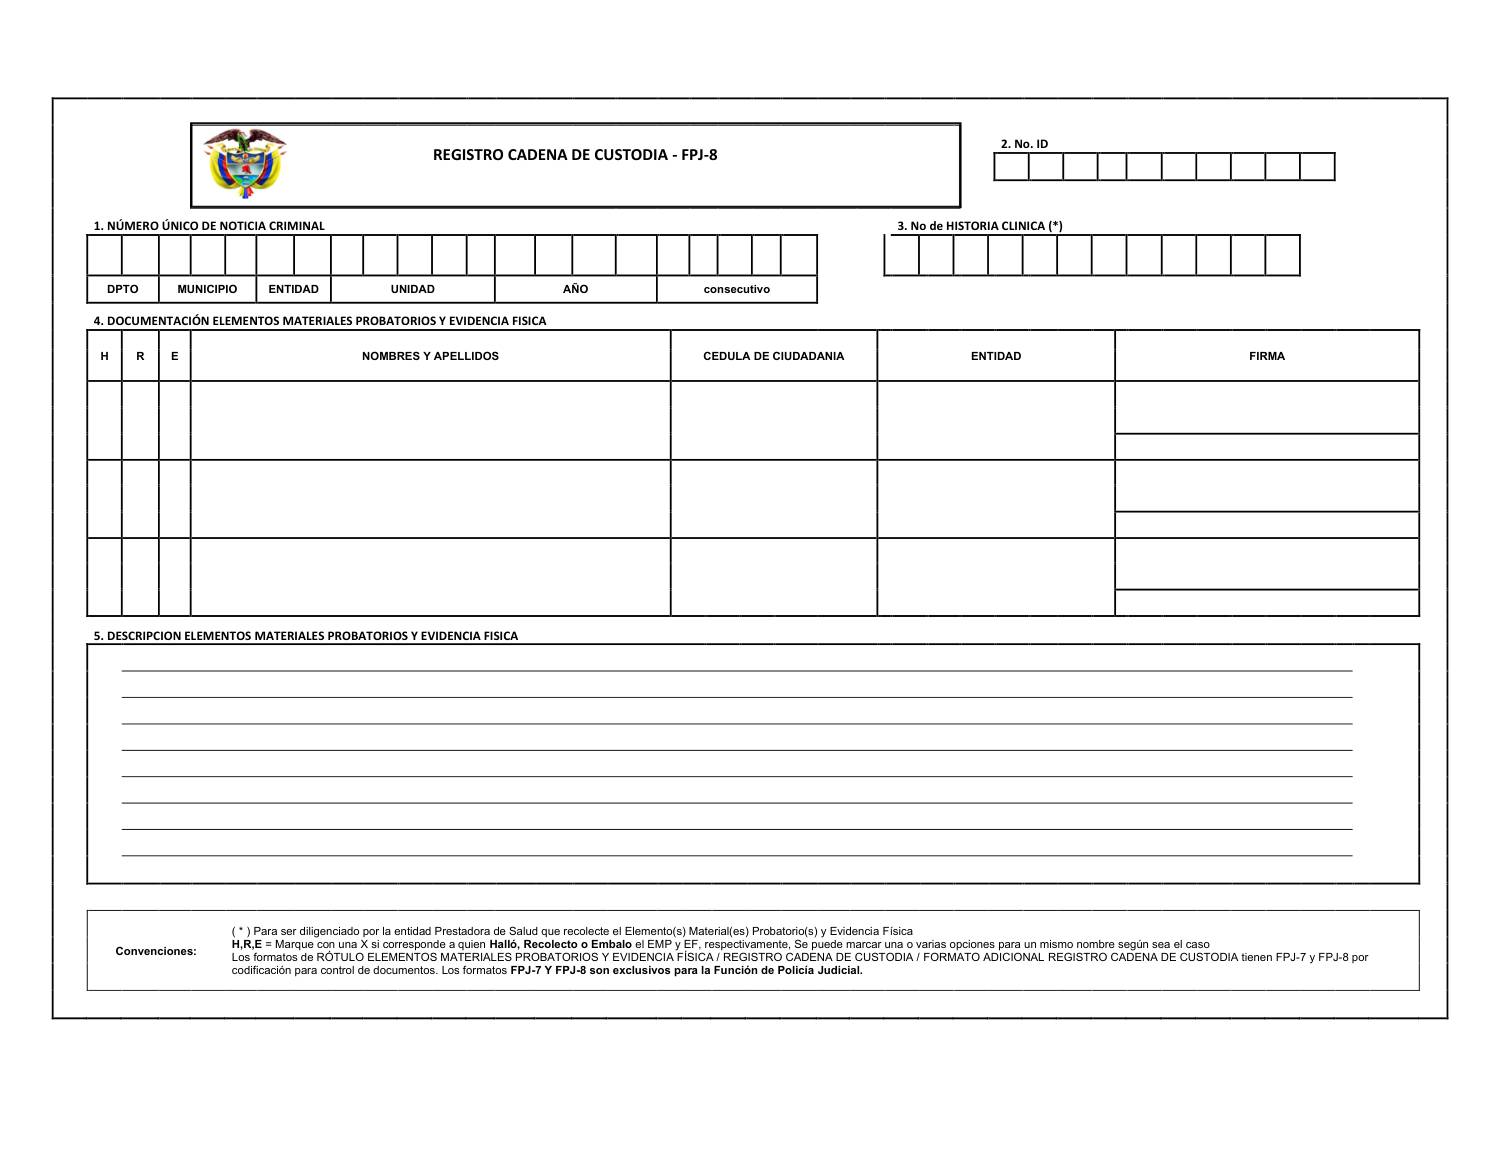 REGISTRO CADENA DE CUSTODIA - FPJ-8
2. No. ID
1. NÚMERO ÚNICO DE NOTICIA CRIMINAL
3. No de HISTORIA CLINICA (*)
DPTO MUNICIPIO ENTIDAD UNIDAD AÑO consecutivo
4. DOCUMENTACIÓN ELEMENTOS MATERIALES PROBATORIOS Y EVIDENCIA FISICA
H R E NOMBRES Y APELLIDOS CEDULA DE CIUDADANIA ENTIDAD FIRMA
5. DESCRIPCION ELEMENTOS MATERIALES PROBATORIOS Y EVIDENCIA FISICA
Convenciones:
( * ) Para ser diligenciado por la entidad Prestadora de Salud que recolecte el Elemento(s) Material(es) Probatorio(s) y Evidencia Física
H,R,E = Marque con una X si corresponde a quien Halló, Recolecto o Embalo el EMP y EF, respectivamente, Se puede marcar una o varias opciones para un mismo nombre según sea el caso
Los formatos de RÓTULO ELEMENTOS MATERIALES PROBATORIOS Y EVIDENCIA FÍSICA / REGISTRO CADENA DE CUSTODIA / FORMATO ADICIONAL REGISTRO CADENA DE CUSTODIA tienen FPJ-7 y FPJ-8 por
codificación para control de documentos. Los formatos FPJ-7 Y FPJ-8 son exclusivos para la Función de Policía Judicial.